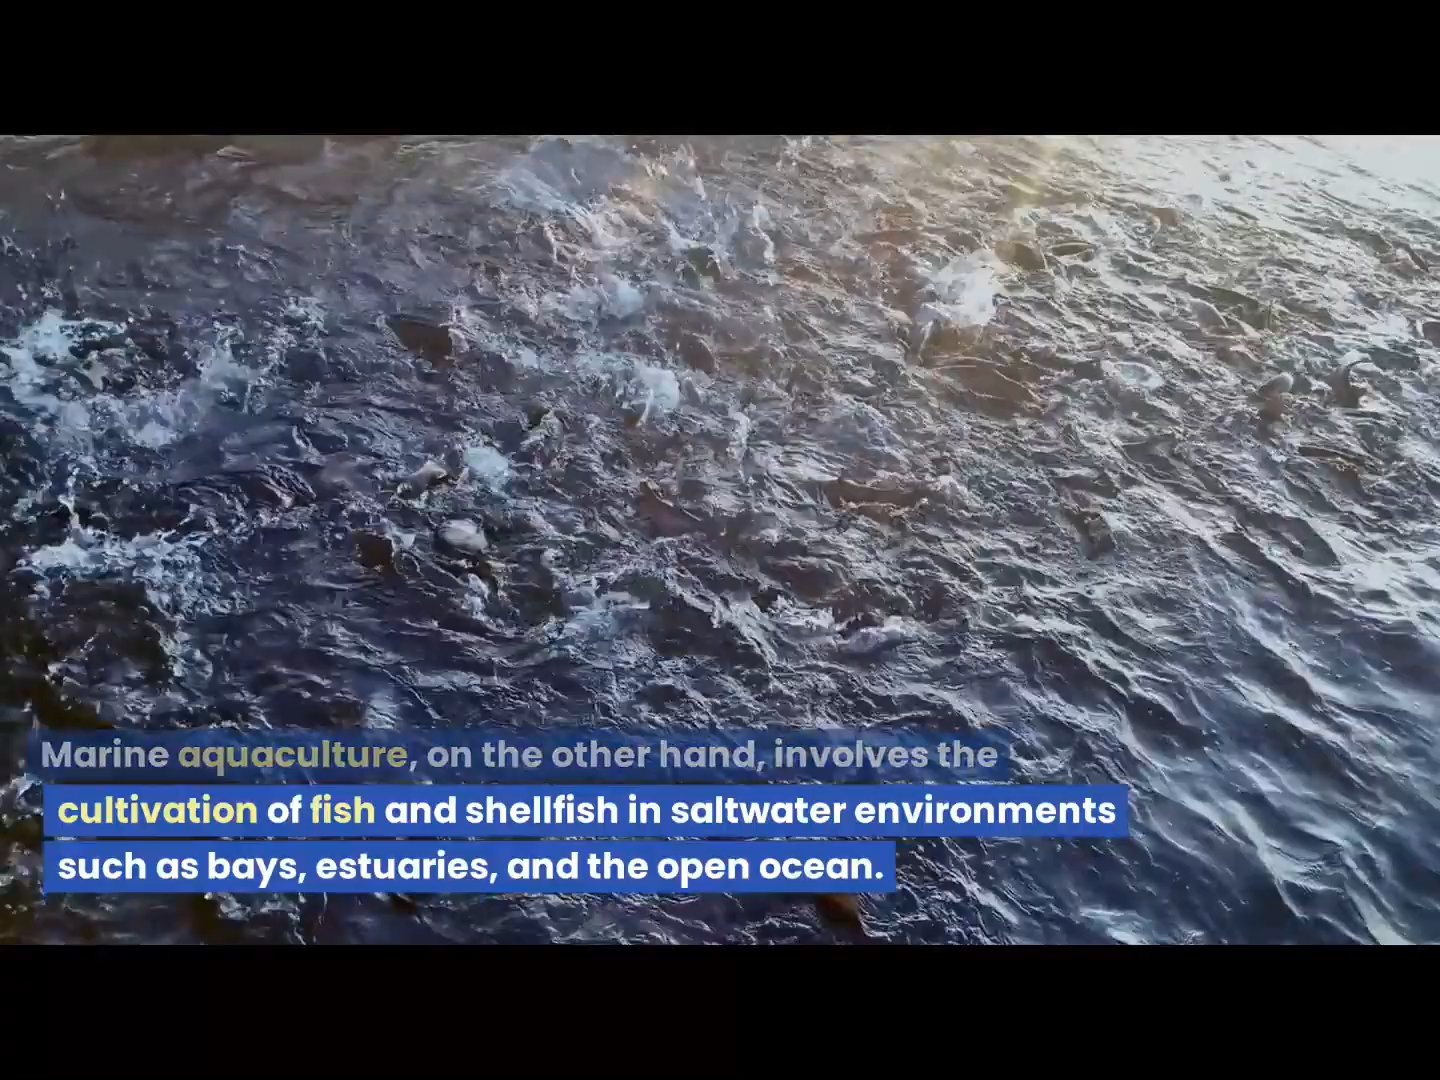 Marine aquaculture, on the other hand, involves the
cultivation of fish and shellfish in saltwater environments
such as bays, estuaries, and the open ocean.